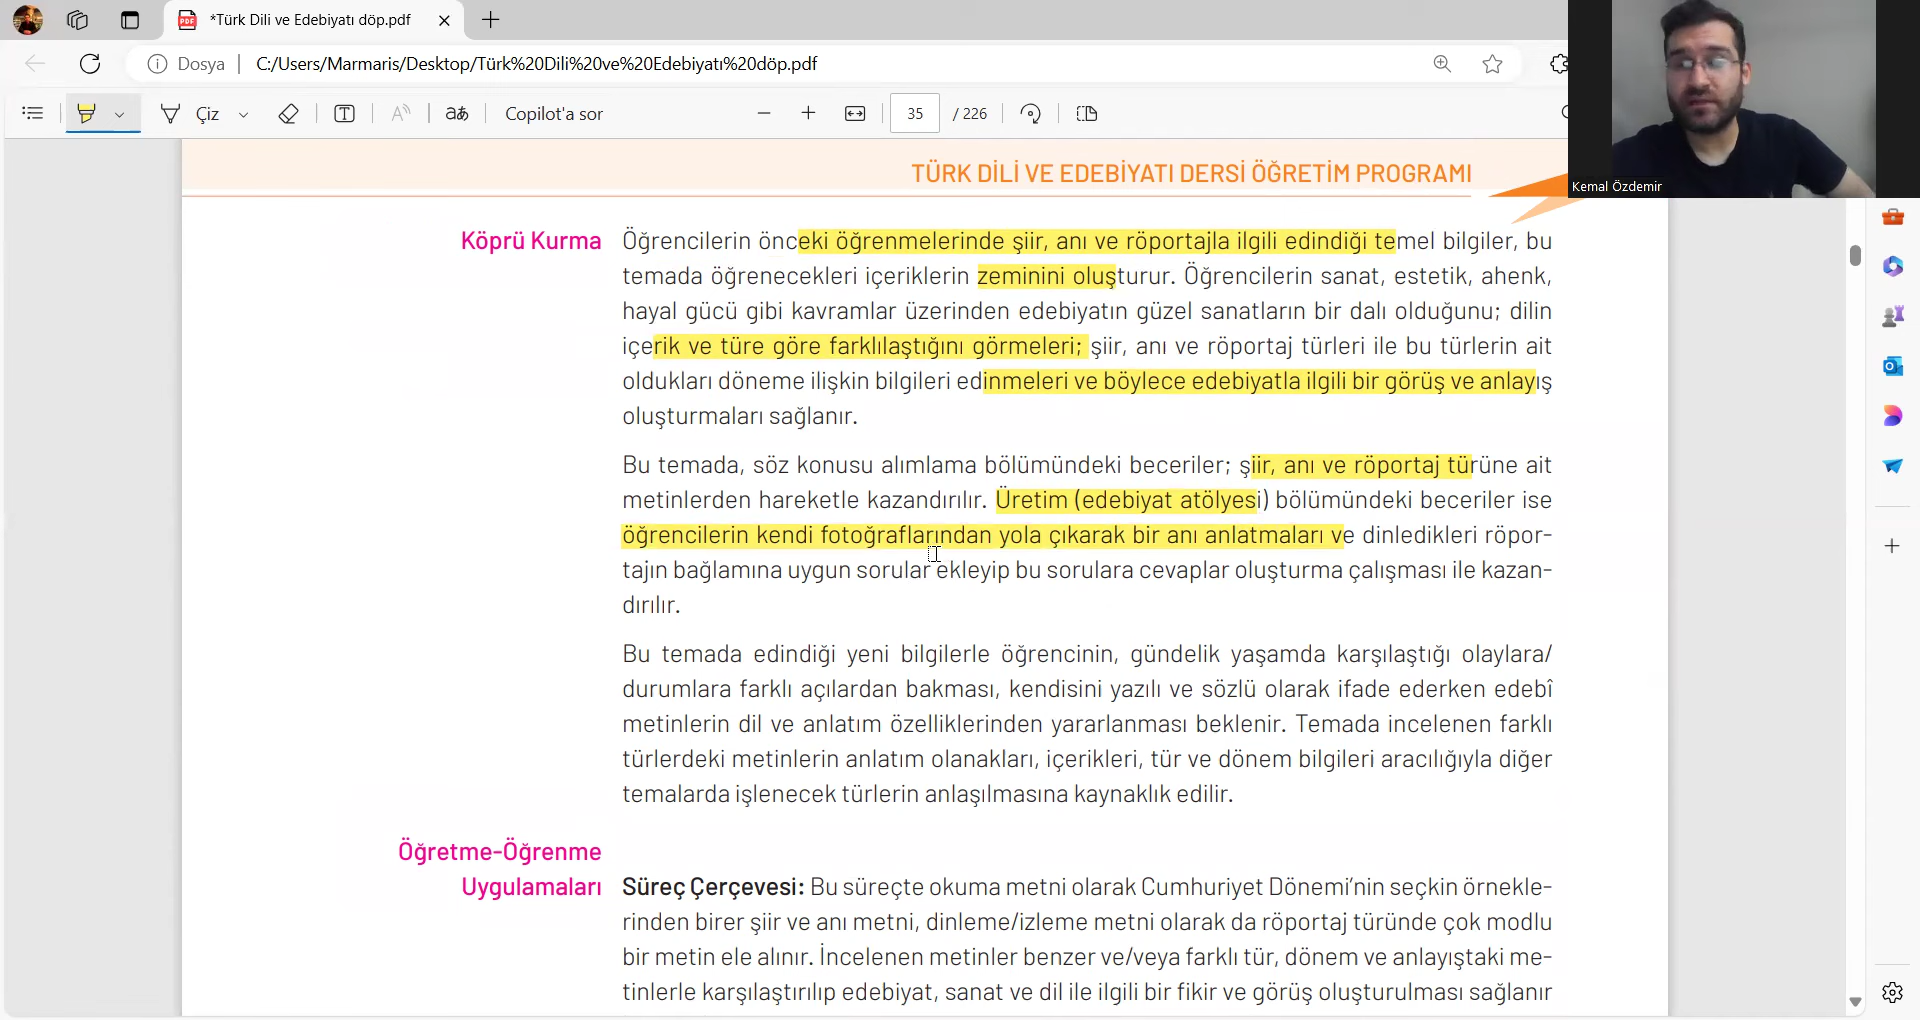 *Türk Dili ve Edebiyatı döp.pdf
Dosya C:/Users/Marmaris/Desktop/Türk%20Dili%20ve%20Edebiyatı%20döp.pdf
Çiz Copilot'a sor 35 / 226
TÜRK DİLİ VE EDEBİYATI DERSİ ÖĞRETİM PROGRAMI
Kemal Özdemir
Köprü Kurma
Öğrencilerin önceki öğrenmelerinde şiir, anı ve röportajla ilgili edindiği temel bilgiler, bu
temada öğrenecekleri içeriklerin zeminini oluşturur. Öğrencilerin sanat, estetik, ahenk,
hayal gücü gibi kavramlar üzerinden edebiyatın güzel sanatların bir dalı olduğunu; dilin
içerik ve türe göre farklılaştığını görmeleri; şiir, anı ve röportaj türleri ile bu türlerin ait
oldukları döneme ilişkin bilgileri edinmeleri ve böylece edebiyatla ilgili bir görüş ve anlayış
oluşturmaları sağlanır.
Bu temada, söz konusu alımlama bölümündeki beceriler; şiir, anı ve röportaj türüne ait
metinlerden hareketle kazandırılır. Üretim (edebiyat atölyesi) bölümündeki beceriler ise
öğrencilerin kendi fotoğraflarından yola çıkarak bir anı anlatmaları ve dinledikleri röpor-
tajın bağlamına uygun sorular ekleyip bu sorulara cevaplar oluşturma çalışması ile kazan-
dırılır.
Bu temada edindiği yeni bilgilerle öğrencinin, gündelik yaşamda karşılaştığı olaylara/
durumlara farklı açılardan bakması, kendisini yazılı ve sözlü olarak ifade ederken edebî
metinlerin dil ve anlatım özelliklerinden yararlanması beklenir. Temada incelenen farklı
türlerdeki metinlerin anlatım olanakları, içerikleri, tür ve dönem bilgileri aracılığıyla diğer
temalarda işlenecek türlerin anlaşılmasına kaynaklık edilir.
Öğretme-Öğrenme
Uygulamaları
Süreç Çerçevesi: Bu süreçte okuma metni olarak Cumhuriyet Dönemi'nin seçkin örnekle-
rinden birer şiir ve anı metni, dinleme/izleme metni olarak da röportaj türünde çok modlu
bir metin ele alınır. İncelenen metinler benzer ve/veya farklı tür, dönem ve anlayıştaki me-
tinlerle karşılaştırılıp edebiyat, sanat ve dil ile ilgili bir fikir ve görüş oluşturulması sağlanır